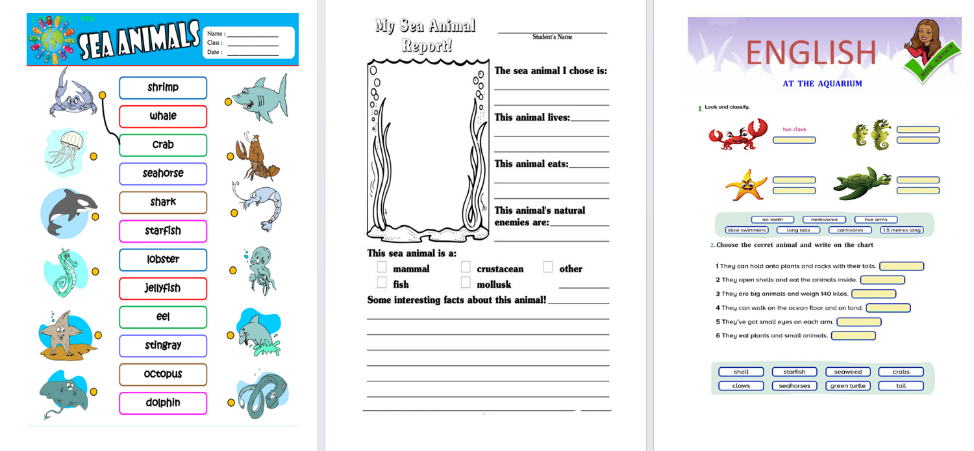 SEA ANIMALS
Name :
Class :
Date :
shrimp
whale
crab
seahorse
shark
starfish
lobster
jellyfish
eel
stingray
octopus
dolphin
My Sea Animal
Report!
Student's Name
The sea animal I chose is:
This animal lives:
This animal eats:
This animal's natural
enemies are:
This sea animal is a:
mammal
crustacean
other
fish
mollusk
Some interesting facts about this animal!
ENGLISH
AT THE AQUARIUM
1. Look and classify.
two claws
no teeth
herbivores
five arms
slow swimmers
long tails
carnivores
1.5 metres long
2. Choose the corret animal and write on the chart
1 They can hold onto plants and rocks with their tails.
2 They open shells and eat the animals inside.
3 They are big animals and weigh 140 kilos.
4 They can walk on the ocean floor and on land.
5 They've got small eyes on each arm.
6 They eat plants and small animals.
shell
starfish
seaweed
crabs
claws
seahorses
green turtle
tail